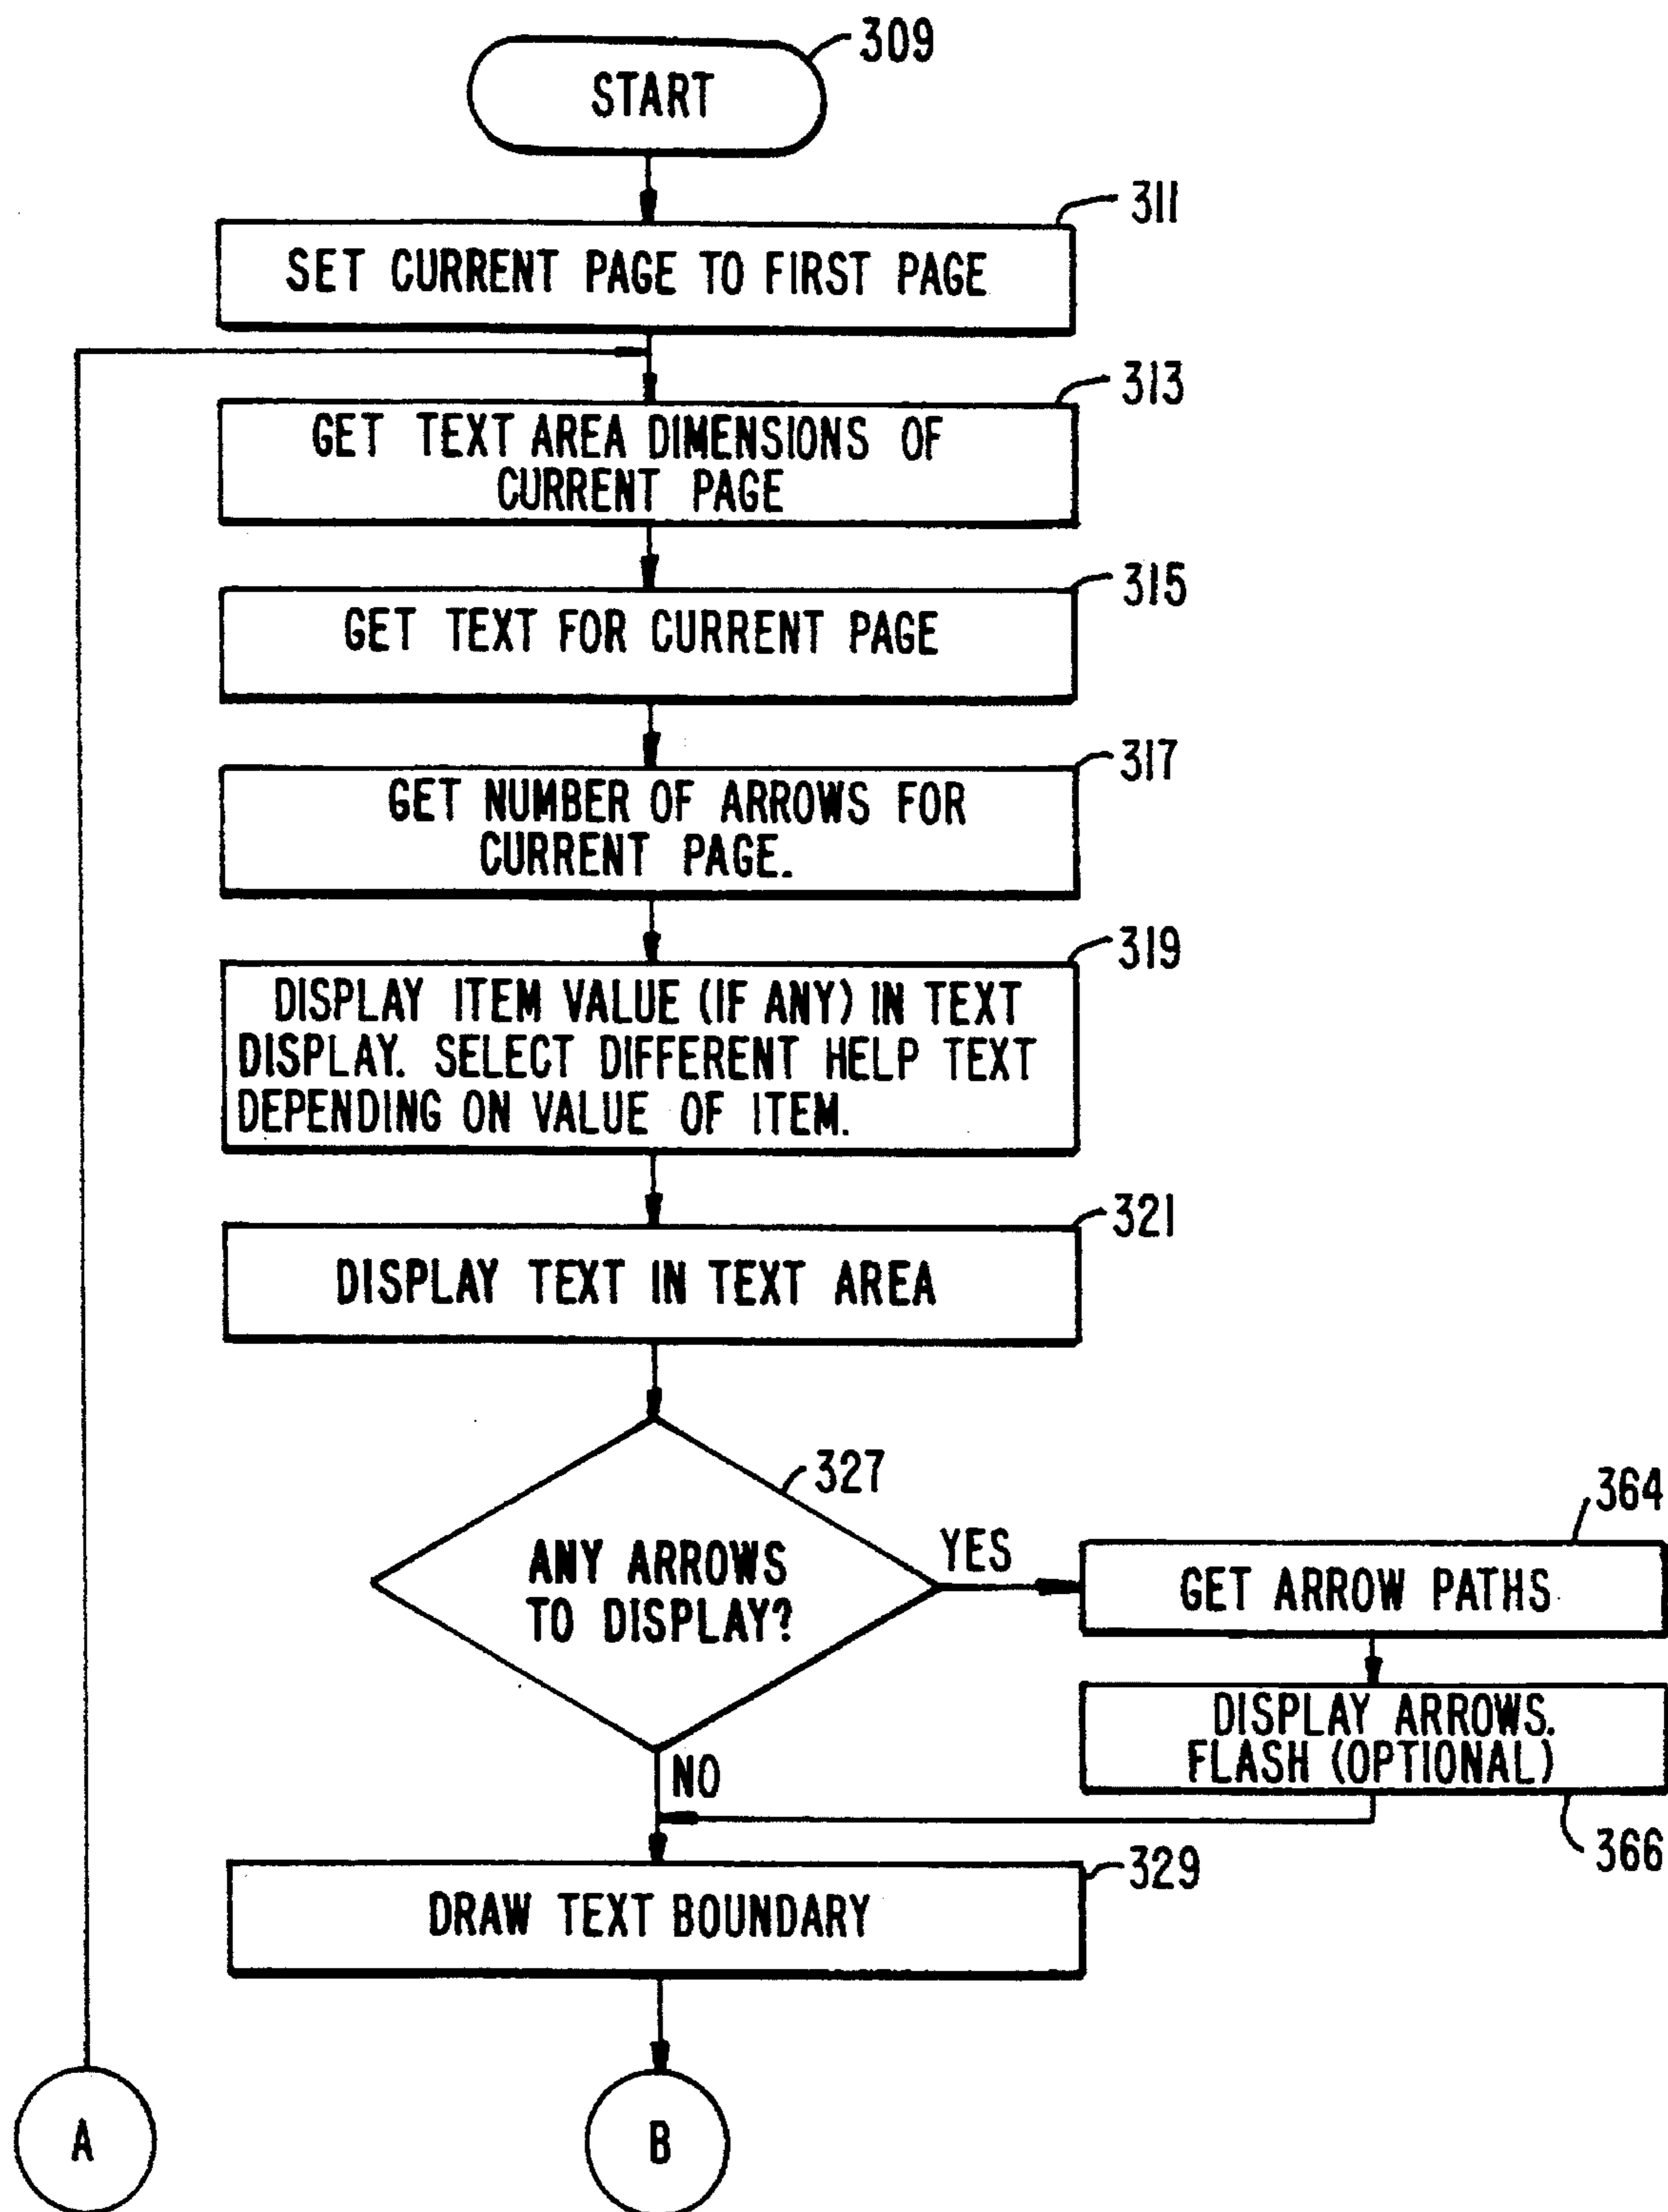 309
START
311
SET CURRENT PAGE TO FIRST PAGE
313
GET TEXT AREA DIMENSIONS OF
CURRENT PAGE
315
GET TEXT FOR CURRENT PAGE
317
GET NUMBER OF ARROWS FOR
CURRENT PAGE.
319
DISPLAY ITEM VALUE (IF ANY) IN TEXT
DISPLAY. SELECT DIFFERENT HELP TEXT
DEPENDING ON VALUE OF ITEM.
321
DISPLAY TEXT IN TEXT AREA
327
ANY ARROWS
TO DISPLAY?
YES
364
GET ARROW PATHS
DISPLAY ARROWS.
FLASH (OPTIONAL)
366
NO
329
DRAW TEXT BOUNDARY
A
B